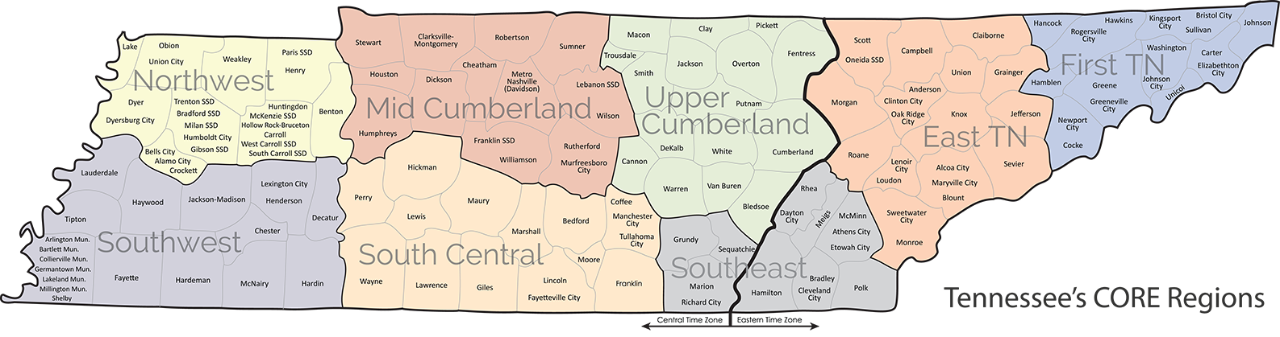 Northwest
Lake
Obion
Union City
Weakley
Paris SSD
Henry
Dyer
Dyersburg City
Trenton SSD
Bradford SSD
Milan SSD
Humboldt City
Gibson SSD
Huntingdon
McKenzie SSD
Hollow Rock-Bruceton
Carroll
West Carroll SSD
South Carroll SSD
Benton
Bells City
Alamo City
Crockett
Southwest
Lauderdale
Haywood
Jackson-Madison
Lexington City
Henderson
Decatur
Chester
Tipton
Arlington Mun.
Bartlett Mun.
Collierville Mun.
Germantown Mun.
Lakeland Mun.
Millington Mun.
Shelby
Fayette
Hardeman
McNairy
Hardin
Mid Cumberland
Stewart
Clarksville-
Montgomery
Robertson
Sumner
Houston
Dickson
Cheatham
Metro
Nashville
(Davidson)
Lebanon SSD
Wilson
Humphreys
Franklin SSD
Williamson
Rutherford
Murfreesboro
City
South Central
Hickman
Perry
Lewis
Maury
Marshall
Bedford
Coffee
Manchester
City
Tullahoma
City
Moore
Wayne
Lawrence
Giles
Lincoln
Fayetteville City
Franklin
Upper
Cumberland
Macon
Clay
Pickett
Trousdale
Smith
Jackson
Overton
Fentress
Putnam
DeKalb
White
Cumberland
Cannon
Warren
Van Buren
Bledsoe
Southeast
Grundy
Sequatchie
Marion
Richard City
Rhea
Dayton
City
Meigs
McMinn
Athens City
Etowah City
Hamilton
Bradley
Cleveland
City
Polk
East TN
Scott
Oneida SSD
Campbell
Claiborne
Union
Grainger
Morgan
Anderson
Clinton City
Oak Ridge
City
Knox
Jefferson
Roane
Lenoir
City
Loudon
Alcoa City
Maryville City
Blount
Sevier
Sweetwater
City
Monroe
First TN
Hancock
Rogersville
City
Hawkins
Kingsport
City
Bristol City
Sullivan
Johnson
Washington
Johnson
City
Carter
Elizabethton
City
Unicoi
Hamblen
Greene
Greeneville
City
Newport
City
Cocke
Tennessee's CORE Regions
Central Time Zone
Eastern Time Zone